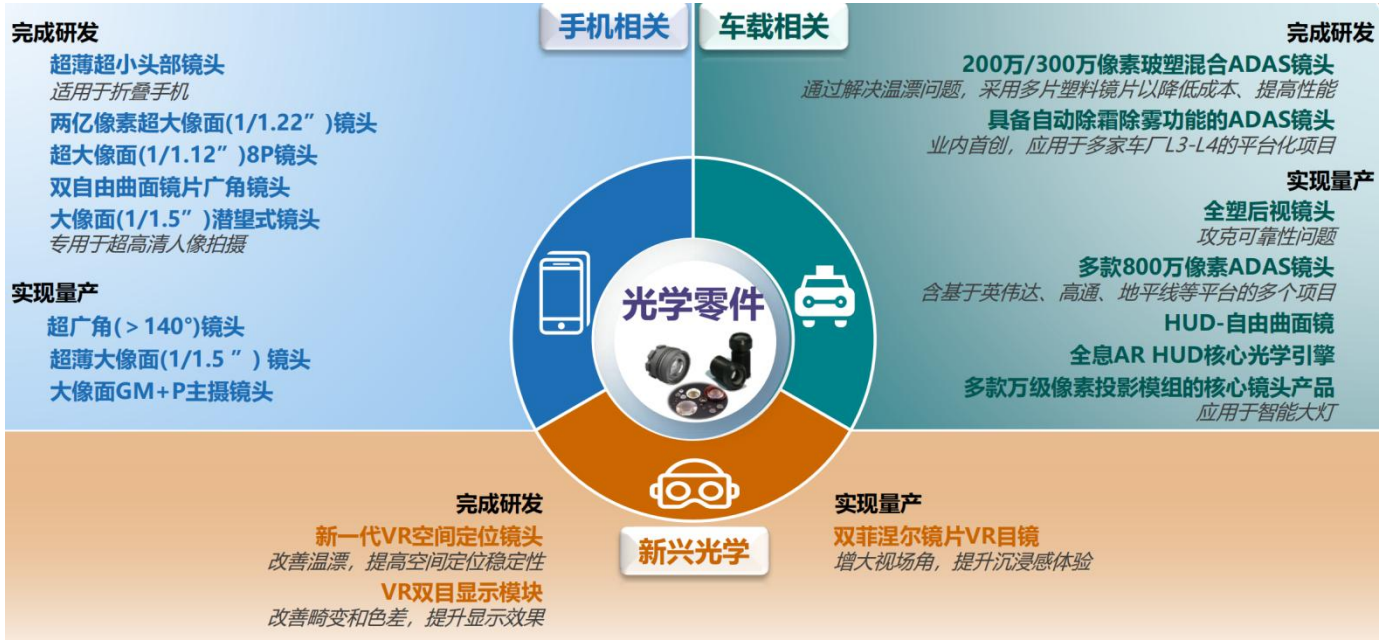 手机相关
完成研发
超薄超小头部镜头
适用于折叠手机
两亿像素超大像面(1/1.22”)镜头
超大像面(1/1.12”)8P镜头
双自由曲面镜片广角镜头
大像面(1/1.5”)潜望式镜头
专用于超高清人像拍摄
实现量产
超广角(＞140°)镜头
超薄大像面(1/1.5 ”) 镜头
大像面GM+P主摄镜头
车载相关
完成研发
200万/300万像素玻塑混合ADAS镜头
通过解决温漂问题，采用多片塑料镜片以降低成本、提高性能
具备自动除霜除雾功能的ADAS镜头
业内首创，应用于多家车厂L3-L4的平台化项目
实现量产
全塑后视镜头
攻克可靠性问题
多款800万像素ADAS镜头
含基于英伟达、高通、地平线等平台的多个项目
HUD-自由曲面镜
全息AR HUD核心光学引擎
多款万级像素投影模组的核心镜头产品
应用于智能大灯
光学零件
新兴光学
完成研发
新一代VR空间定位镜头
改善温漂，提高空间定位稳定性
VR双目显示模块
改善畸变和色差，提升显示效果
实现量产
双菲涅尔镜片VR目镜
增大视场角，提升沉浸感体验